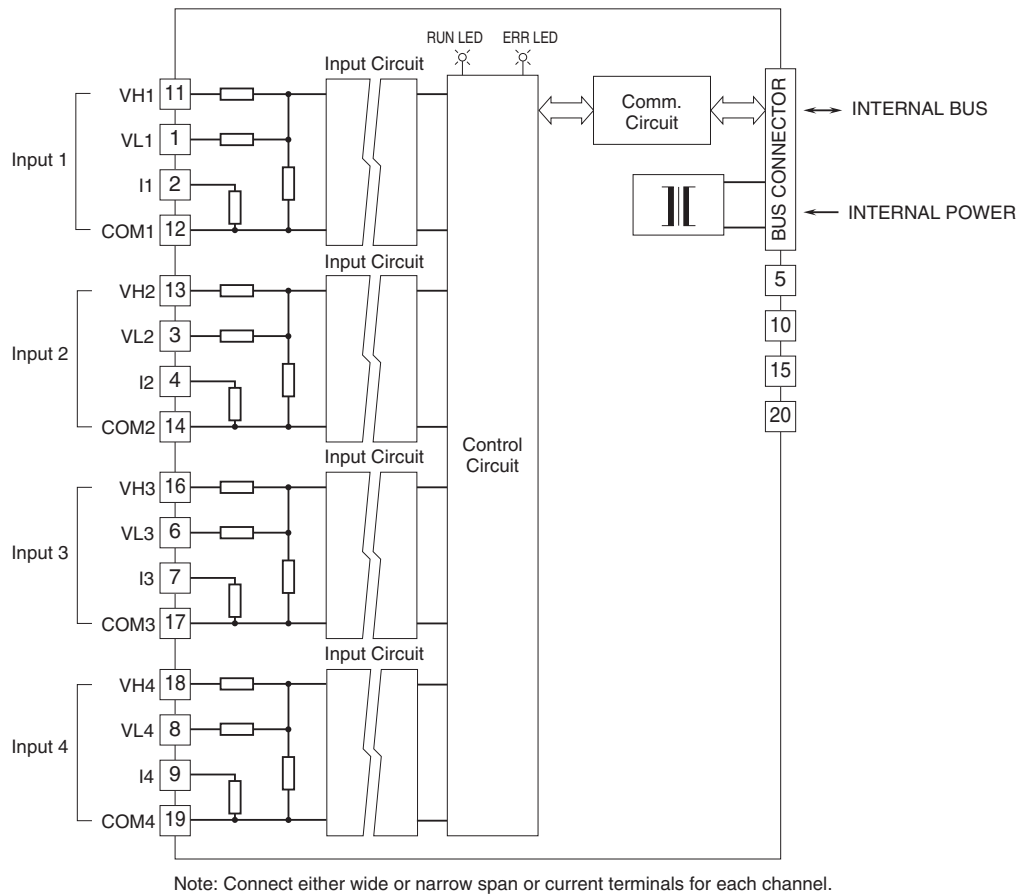 RUN LED
ERR LED
Input Circuit
VH1 11
VL1 1
Input 1
I1 2
COM1 12
Comm.
Circuit
BUS CONNECTOR
INTERNAL BUS
INTERNAL POWER
Input Circuit
VH2 13
VL2 3
Input 2
I2 4
COM2 14
5
10
15
20
Control
Circuit
Input Circuit
VH3 16
VL3 6
Input 3
I3 7
COM3 17
Input Circuit
VH4 18
VL4 8
Input 4
I4 9
COM4 19
Note: Connect either wide or narrow span or current terminals for each channel.